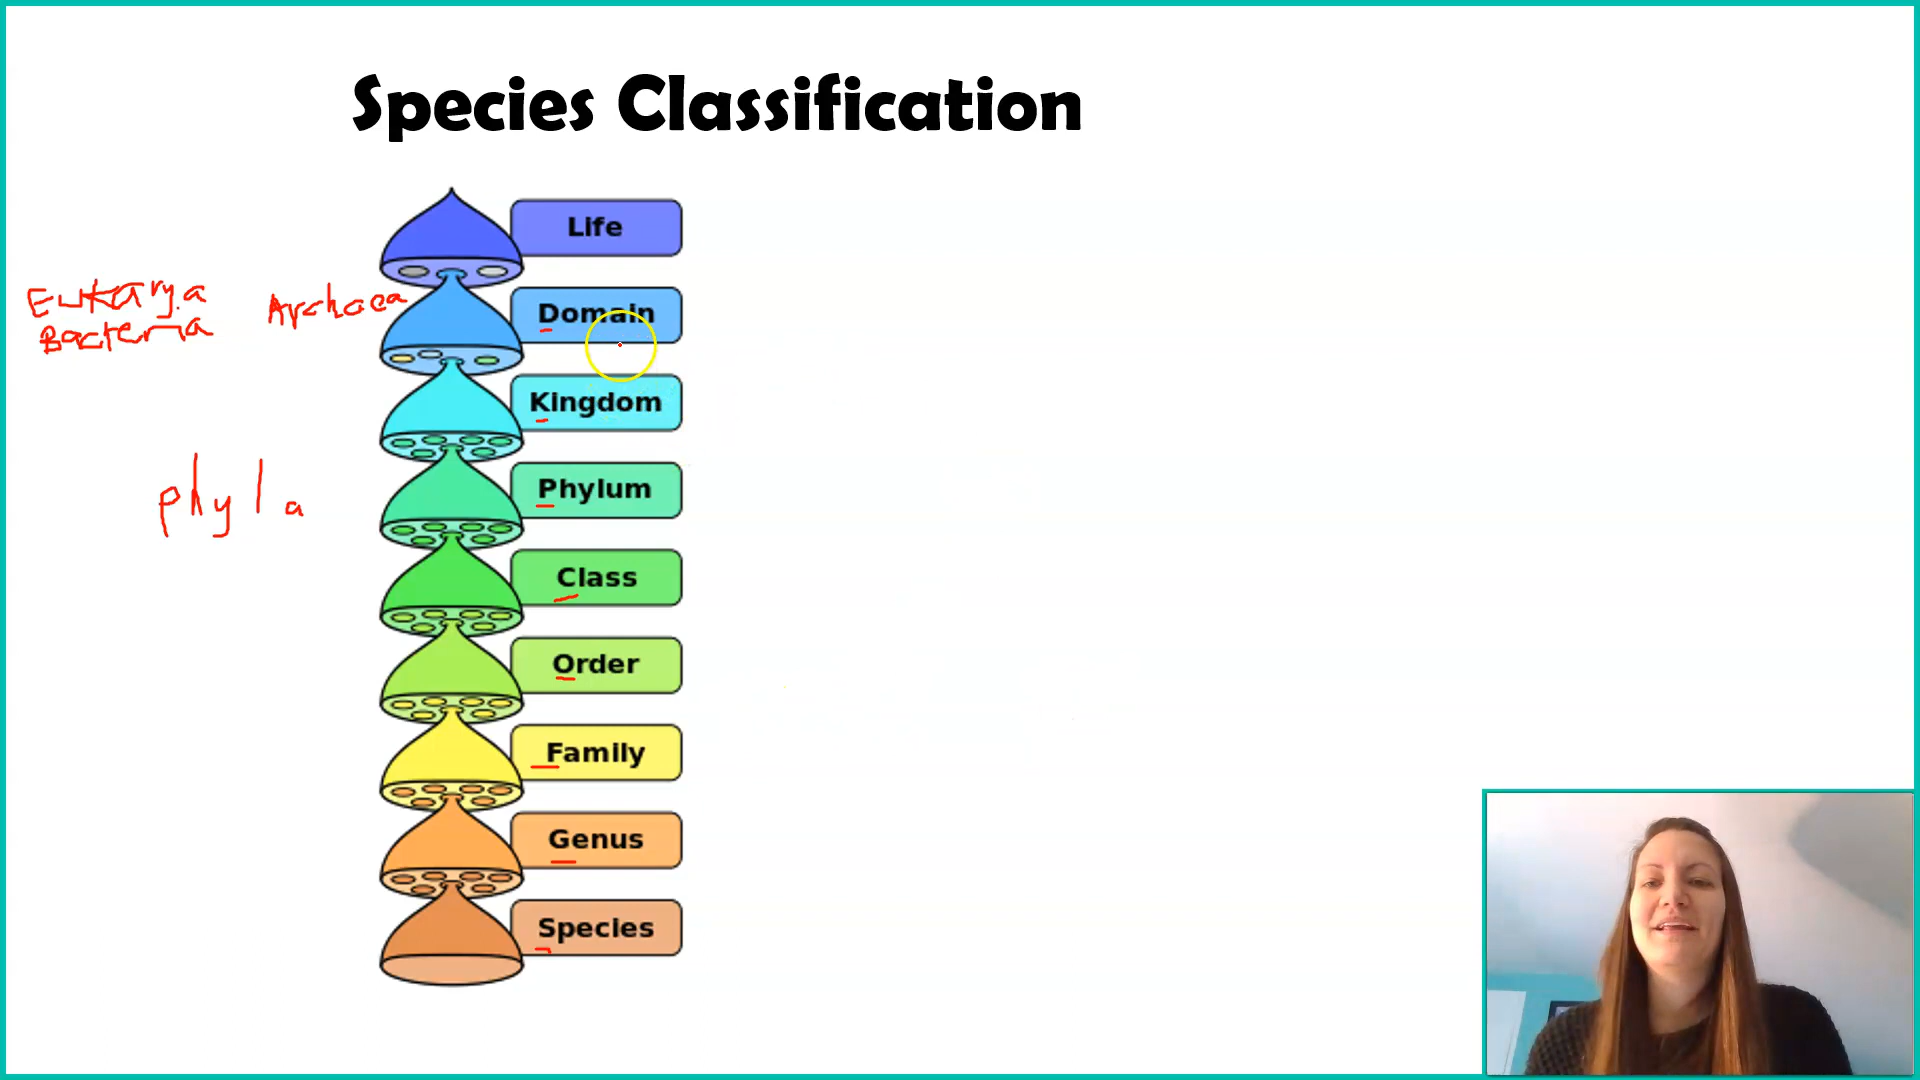 Species Classification
Life
Eukarya
Bacteria
Archaea
Domain
Kingdom
phyla
Phylum
Class
Order
Family
Genus
Species